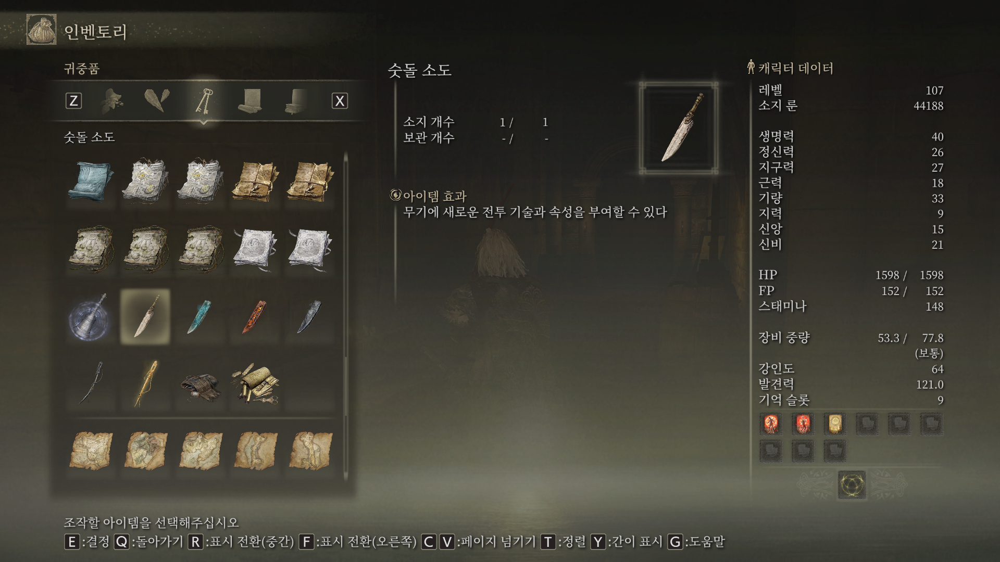 인벤토리
귀중품
Z X
숫돌 소도
숫돌 소도
소지 개수 1 / 1
보관 개수 - / -
아이템 효과
무기에 새로운 전투 기술과 속성을 부여할 수 있다
캐릭터 데이터
레벨 107
소지 룬 44188
생명력 40
정신력 26
지구력 27
근력 18
기량 33
지력 9
신앙 15
신비 21
HP 1598 / 1598
FP 152 / 152
스태미나 148
장비 중량 53.3 / 77.8
(보통)
강인도 64
발견력 121.0
기억 슬롯 9
조작할 아이템을 선택해주십시오
E:결정 Q:돌아가기 R:표시 전환(중간) F:표시 전환(오른쪽) C V:페이지 넘기기 T:정렬 Y:간이 표시 G:도움말